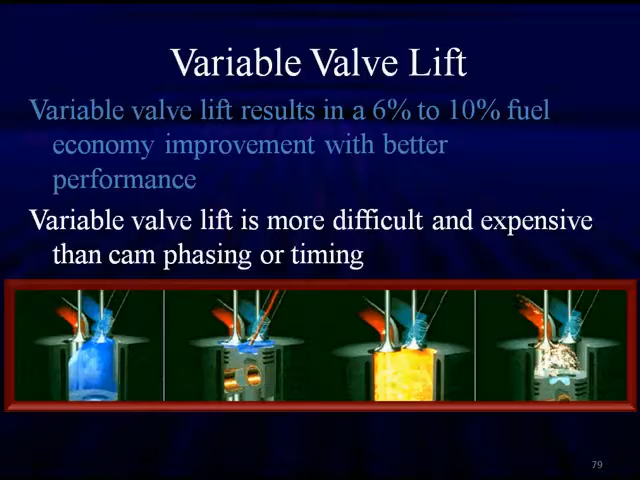 Variable Valve Lift
Variable valve lift results in a 6% to 10% fuel
economy improvement with better
performance
Variable valve lift is more difficult and expensive
than cam phasing or timing
79